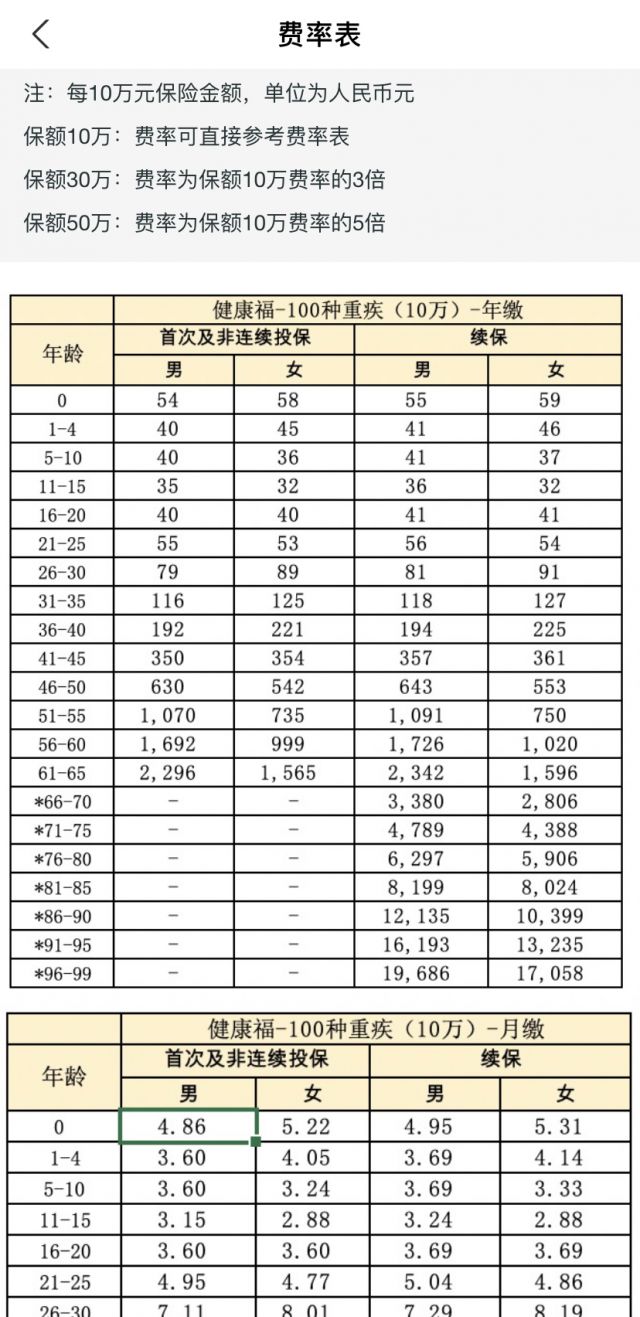 费率表
注：每10万元保险金额，单位为人民币元
保额10万：费率可直接参考费率表
保额30万：费率为保额10万费率的3倍
保额50万：费率为保额10万费率的5倍
健康福-100种重疾（10万）-年缴
年龄 首次及非连续投保 续保
男 女 男 女
0 54 58 55 59
1-4 40 45 41 46
5-10 40 36 41 37
11-15 35 32 36 32
16-20 40 40 41 41
21-25 55 53 56 54
26-30 79 89 81 91
31-35 116 125 118 127
36-40 192 221 194 225
41-45 350 354 357 361
46-50 630 542 643 553
51-55 1,070 735 1,091 750
56-60 1,692 999 1,726 1,020
61-65 2,296 1,565 2,342 1,596
*66-70 - - 3,380 2,806
*71-75 - - 4,789 4,388
*76-80 - - 6,297 5,906
*81-85 - - 8,199 8,024
*86-90 - - 12,135 10,399
*91-95 - - 16,193 13,235
*96-99 - - 19,686 17,058
健康福-100种重疾（10万）-月缴
年龄 首次及非连续投保 续保
男 女 男 女
0 4.86 5.22 4.95 5.31
1-4 3.60 4.05 3.69 4.14
5-10 3.60 3.24 3.69 3.33
11-15 3.15 2.88 3.24 2.88
16-20 3.60 3.60 3.69 3.69
21-25 4.95 4.77 5.04 4.86
26-30 7.11 8.01 7.29 8.19